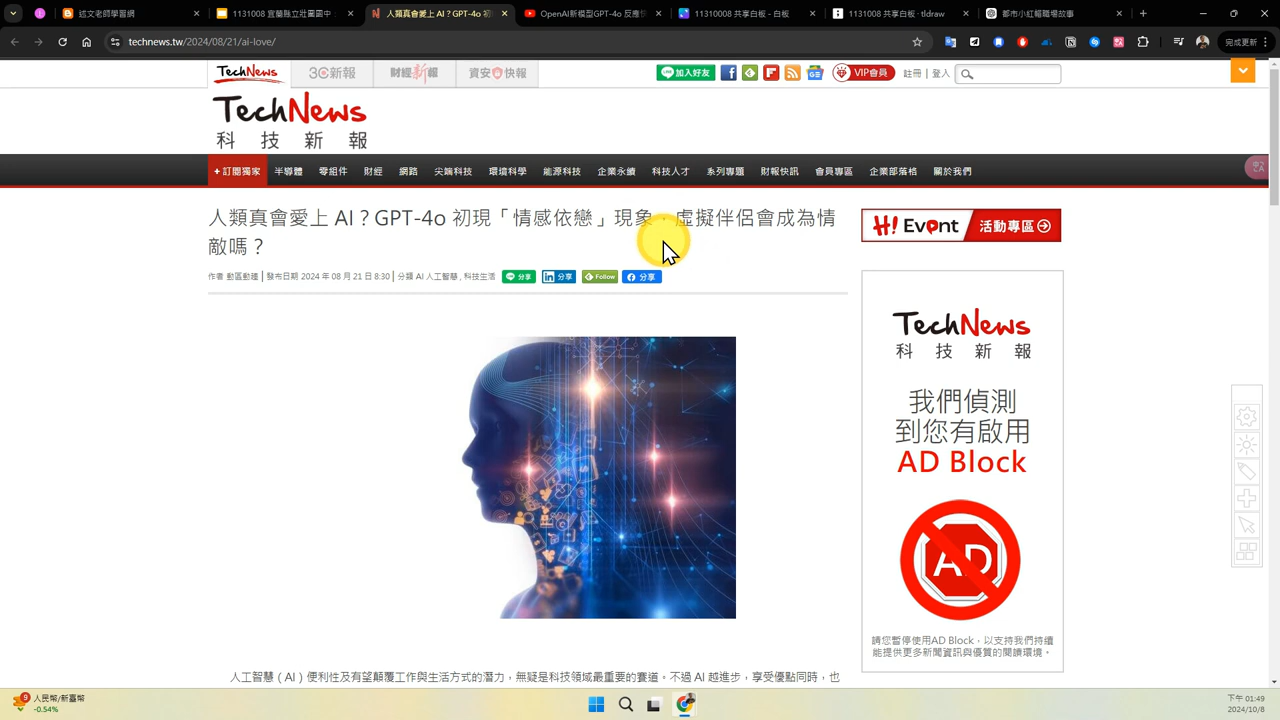 述文老師學習網
1131008 宜蘭縣立壯圍國中
人類真會愛上 AI？GPT-4o 初
OpenAI新模型GPT-4o 反應快
11310008 共享白板 - 白板
11310008 共享白板 -tldraw
都市小紅帽職場故事
technews.tw/2024/08/21/ai-love/
完成更新
TechNews
3C新報
財經新報
資安快報
加入好友
VIP會員
註冊 | 登入
TechNews
科技新報
+ 訂閱獨家
半導體
零組件
財經
網路
尖端科技
環境科學
能源科技
企業永續
科技人才
系列專題
財報快訊
會員專區
企業部落格
關於我們
人類真會愛上 AI？GPT-4o 初現「情感依戀」現象，虛擬伴侶會成為情
敵嗎？
作者 動區動趨 | 發布日期 2024 年 08 月 21 日 8:30 | 分類 AI 人工智慧 , 科技生活
分享
分享
Follow
分享
H! Event 活動專區
TechNews
科技新報
我們偵測
到您有啟用
AD Block
AD
請您暫停使用AD Block，以支持我們持續
能提供更多新聞資訊與優質的閱讀環境。
人工智慧（AI）便利性及有望顛覆工作與生活方式的潛力，無疑是科技領域最重要的賽道。不過 AI 越進步，享受優點同時，也
9
人民幣/新臺幣
-0.54%
下午 01:49
2024/10/8